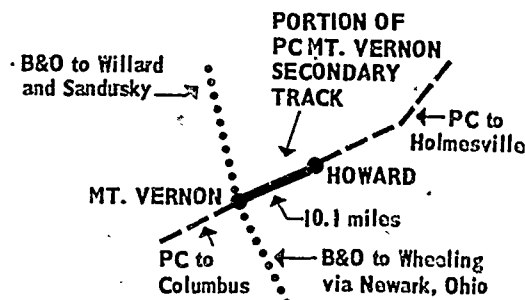 PORTION OF
PC MT. VERNON
SECONDARY
TRACK
B&O to Willard
and Sandusky
PC to
Holmesville
HOWARD
MT. VERNON
10.1 miles
PC to
Columbus
B&O to Wheeling
via Newark, Ohio